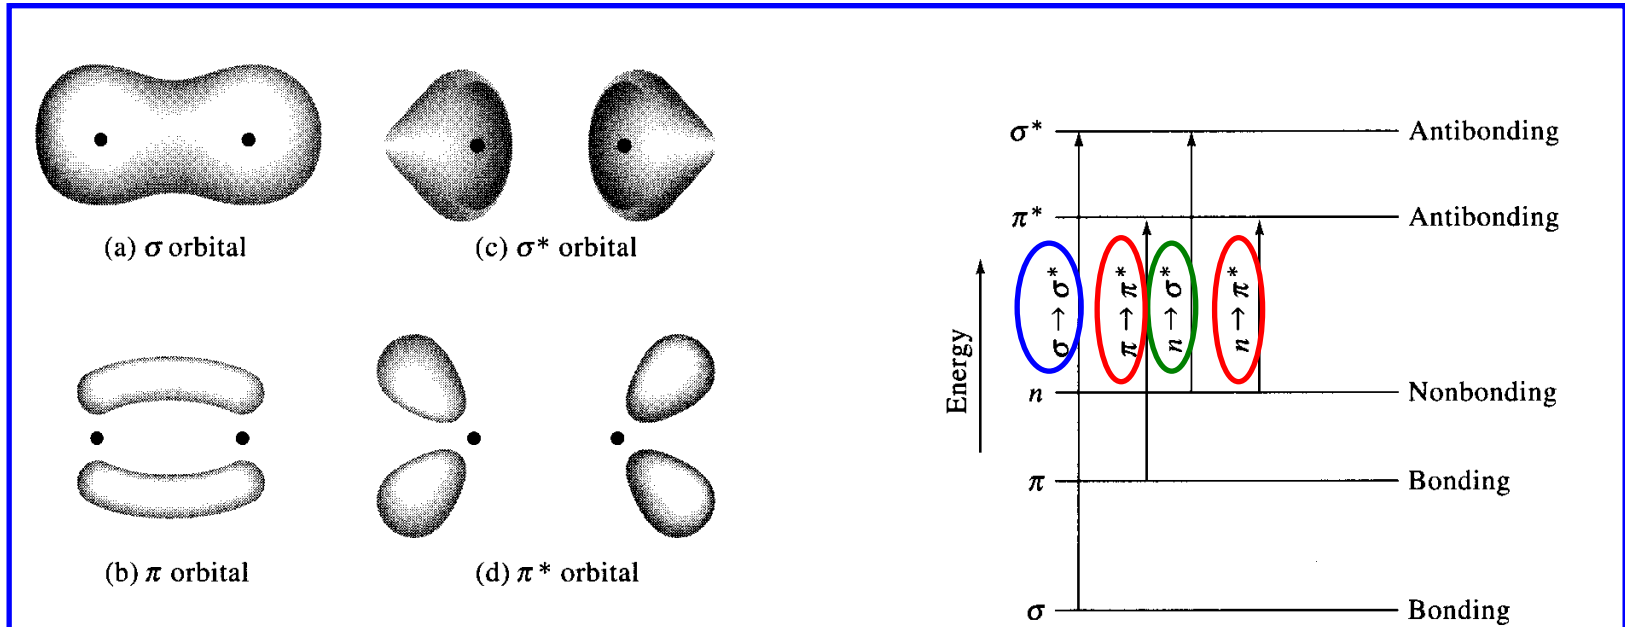 (a) σ orbital
(c) σ* orbital
(b) π orbital
(d) π* orbital
Energy
σ* Antibonding
π* Antibonding
σ → σ*
π → π*
n → σ*
n → π*
n Nonbonding
π Bonding
σ Bonding